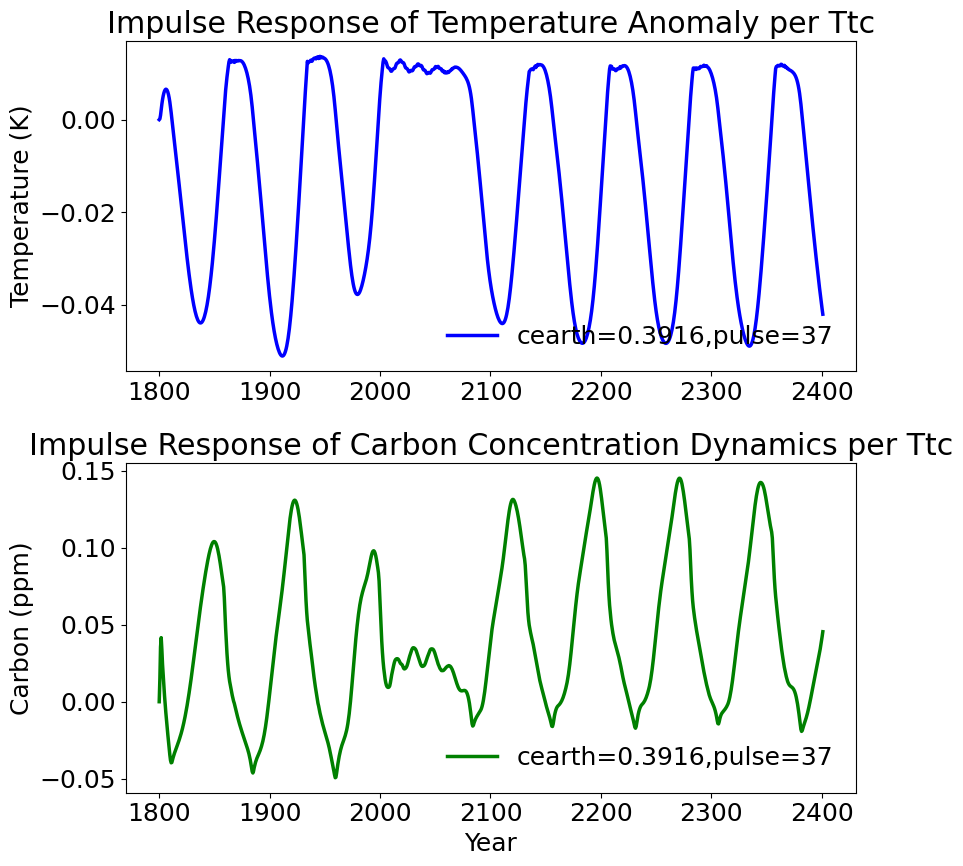 Impulse Response of Temperature Anomaly per Ttc
Temperature (K)
0.00
−0.02
−0.04
cearth=0.3916,pulse=37
1800 1900 2000 2100 2200 2300 2400
Impulse Response of Carbon Concentration Dynamics per Ttc
Carbon (ppm)
0.15
0.10
0.05
0.00
−0.05
cearth=0.3916,pulse=37
1800 1900 2000 2100 2200 2300 2400
Year